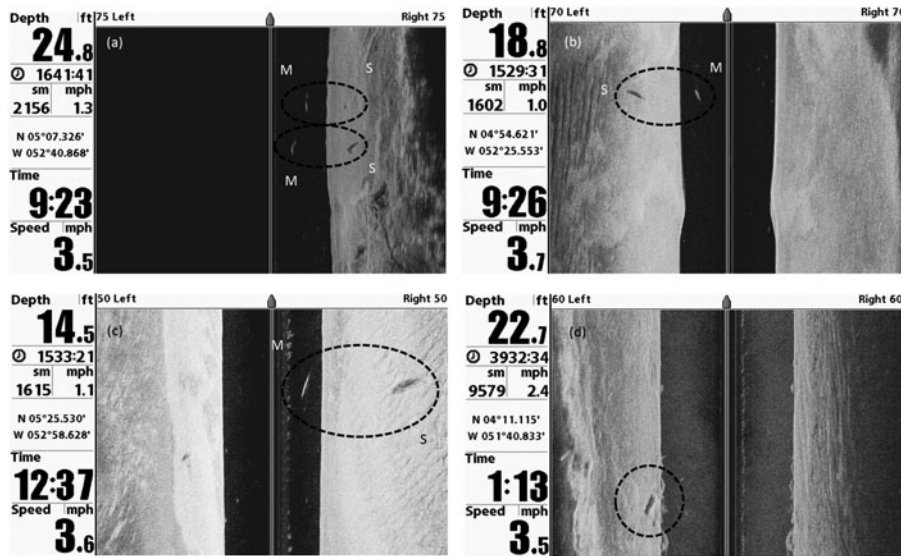 Depth ft
75 Left
Right 75
24.8
(a)
1641:41
sm mph
2156 1.3
N 05°07.326'
W 052°40.868'
Time
9:23
Speed mph
3.5
M
S
M
S
Depth ft
70 Left
18.8
(b)
1529:31
sm mph
1602 1.0
N 04°54.621'
W 052°25.553'
Time
9:26
Speed mph
3.7
S
M
Depth ft
50 Left
Right 50
14.5
(c)
1533:21
sm mph
1615 1.1
N 05°25.530'
W 052°58.628'
Time
12:37
Speed mph
3.6
M
S
Depth ft
60 Left
Right 60
22.7
(d)
3932:34
sm mph
9579 2.4
N 04°11.115'
W 051°40.833'
Time
1:13
Speed mph
3.5